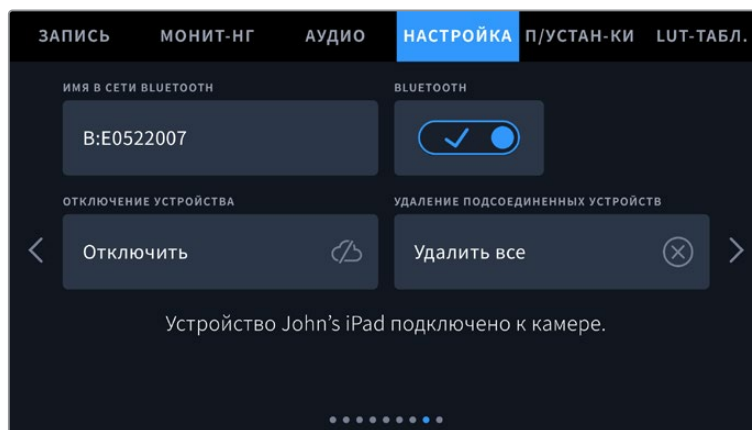 ЗАПИСЬ МОНИТ-НГ АУДИО НАСТРОЙКА П/УСТАН-КИ LUT-ТАБЛ.
ИМЯ В СЕТИ BLUETOOTH BLUETOOTH
B:E0522007
ОТКЛЮЧЕНИЕ УСТРОЙСТВА УДАЛЕНИЕ ПОДСОЕДИНЕННЫХ УСТРОЙСТВ
Отключить Удалить все
Устройство John’s iPad подключено к камере.